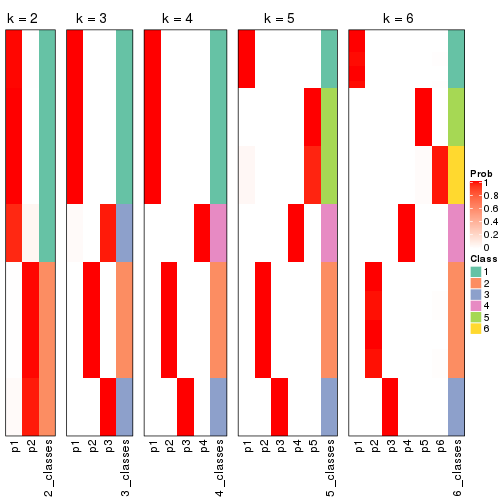 k = 2
k = 3
k = 4
k = 5
k = 6
Prob
1
0.8
0.6
0.4
0.2
0
Class
1
2
3
4
5
6
p1
p2
2_classes
p1
p2
p3
3_classes
p1
p2
p3
p4
4_classes
p1
p2
p3
p4
p5
5_classes
p1
p2
p3
p4
p5
p6
6_classes